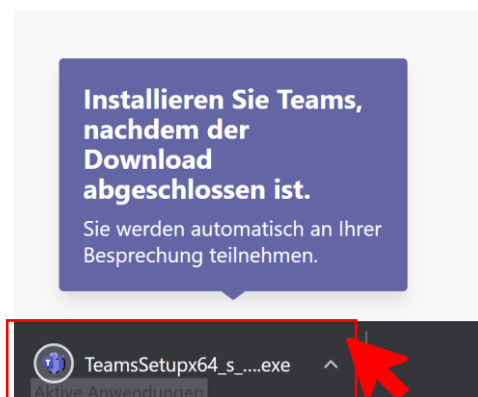 Installieren Sie Teams,
nachdem der
Download
abgeschlossen ist.
Sie werden automatisch an Ihrer
Besprechung teilnehmen.
TeamsSetupx64_s_....exe
Aktive Anwendungen